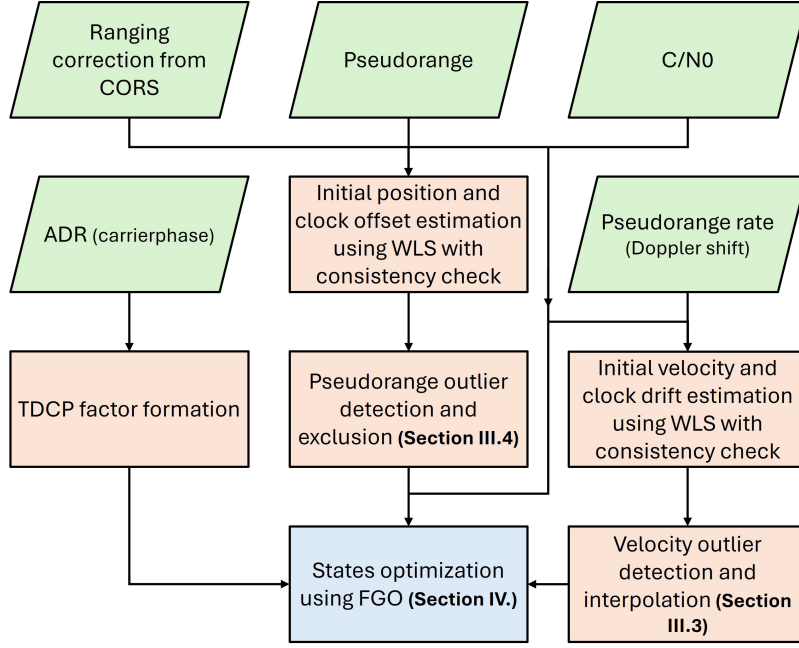 Ranging
correction from
CORS
Pseudorange
C/N0
ADR (carrierphase)
Initial position and
clock offset estimation
using WLS with
consistency check
Pseudorange rate
(Doppler shift)
TDCP factor formation
Pseudorange outlier
detection and
exclusion (Section III.4)
Initial velocity and
clock drift estimation
using WLS with
consistency check
States optimization
using FGO (Section IV.)
Velocity outlier
detection and
interpolation (Section
III.3)